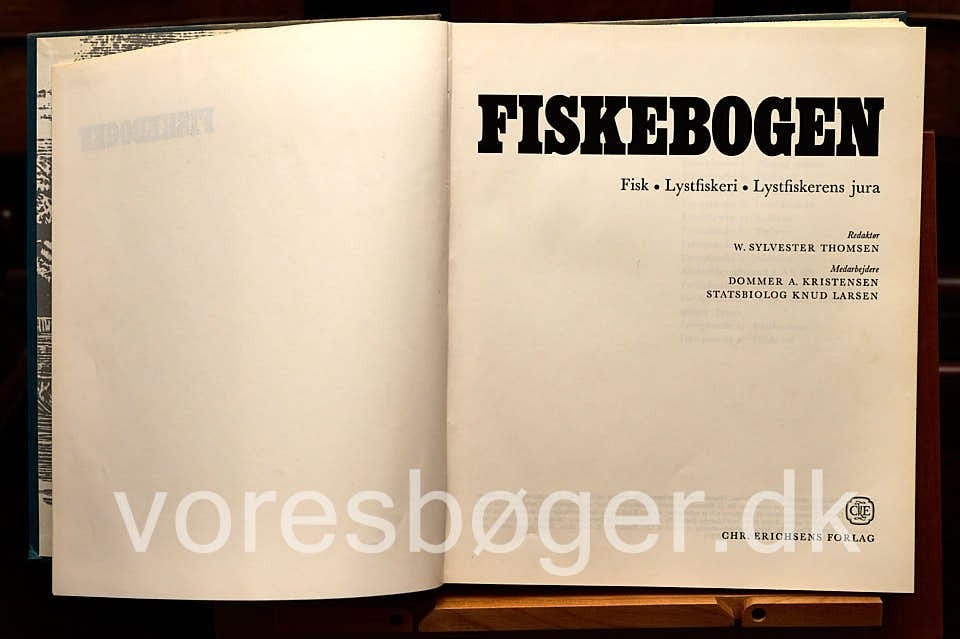 FISKEBOGEN
Fisk • Lystfiskeri • Lystfiskerens jura
Redaktør
W. SYLVESTER THOMSEN
Medarbejdere
DOMMER A. KRISTENSEN
STATSBIOLOG KNUD LARSEN
voresbøger.dk
CHR. ERICHSENS FORLAG